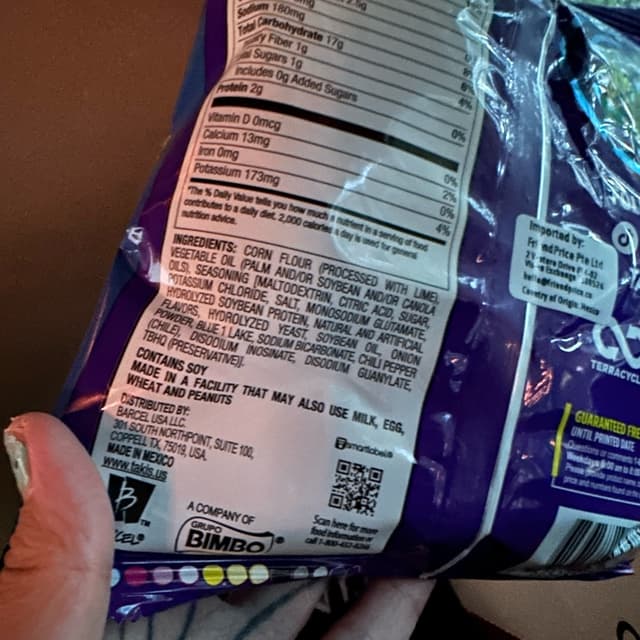 Sodium 180mg
Total Carbohydrate 17g
Fiber 1g
Sugars 1g
Includes 0g Added Sugars
Protein 2g
6%
4%
0%
Vitamin D 0mcg
0%
Calcium 13mg
2%
Iron 0mg
0%
Potassium 173mg
4%
*The % Daily Value tells you how much a nutrient in a serving of food
contributes to a daily diet. 2,000 calories a day is used for general
nutrition advice.
INGREDIENTS: CORN FLOUR (PROCESSED WITH LIME),
VEGETABLE OIL (PALM AND/OR SOYBEAN AND/OR CANOLA
OILS), SEASONING [MALTODEXTRIN, CITRIC ACID, SUGAR,
POTASSIUM CHLORIDE, SALT, MONOSODIUM GLUTAMATE,
HYDROLYZED SOYBEAN PROTEIN, NATURAL AND ARTIFICIAL
FLAVORS, HYDROLYZED YEAST, SOYBEAN OIL, ONION
POWDER, BLUE 1 LAKE, SODIUM BICARBONATE, CHILI PEPPER
(CHILE), DISODIUM INOSINATE, DISODIUM GUANYLATE,
TBHQ (PRESERVATIVE)].
CONTAINS SOY
MADE IN A FACILITY THAT MAY ALSO USE MILK, EGG,
WHEAT AND PEANUTS
DISTRIBUTED BY:
BARCEL USA LLC.
301 SOUTH NORTHPOINT, SUITE 100,
COPPELL TX, 75019, USA.
MADE IN MEXICO
www.takis.us
A COMPANY OF
GRUPO
BIMBO®
smartlabel®
Scan here for more
food information or
Imported by:
Country of Origin: Mexico
TERRACYCL
GUARANTEED FRE
UNTIL PRINTED DATE